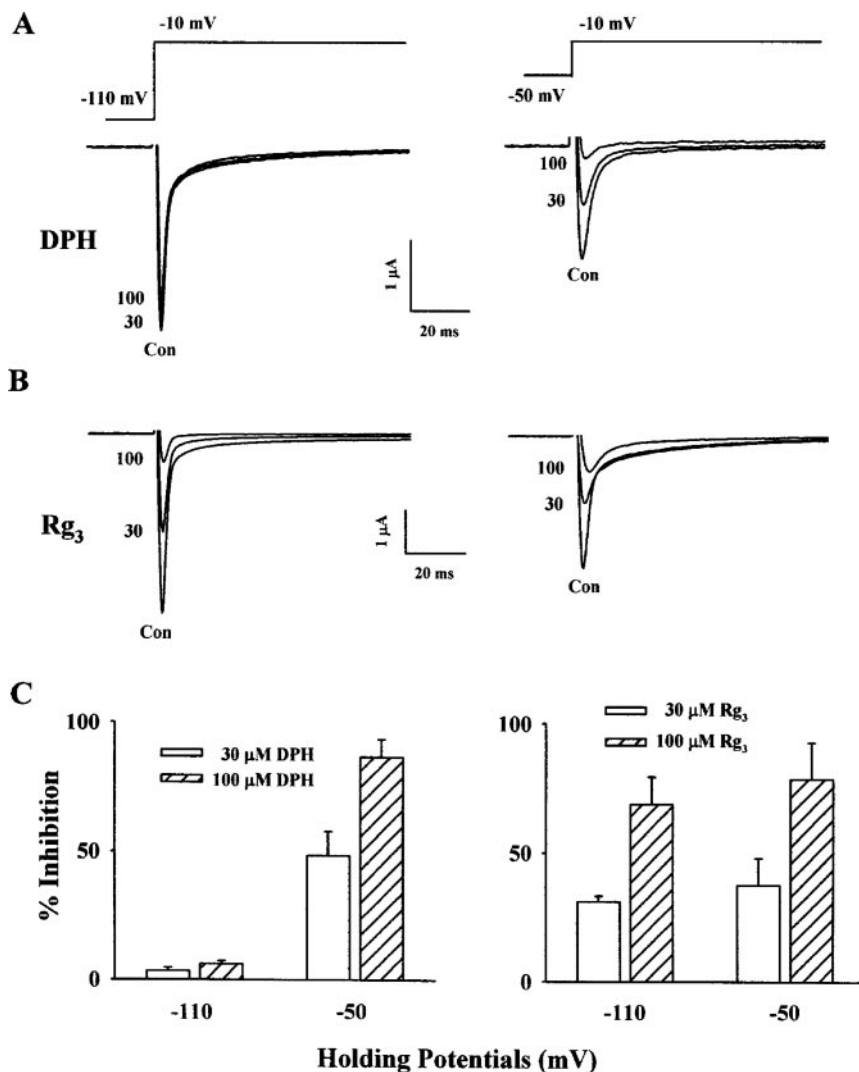 A
-10 mV
-10 mV
-110 mV
-50 mV
DPH
100
30
Con
1 µA
20 ms
100
30
Con
B
Rg3
100
30
Con
1 µA
20 ms
100
30
Con
C
% Inhibition
100
50
0
30 µM DPH
100 µM DPH
-110
-50
100
50
0
30 µM Rg3
100 µM Rg3
-110
-50
Holding Potentials (mV)